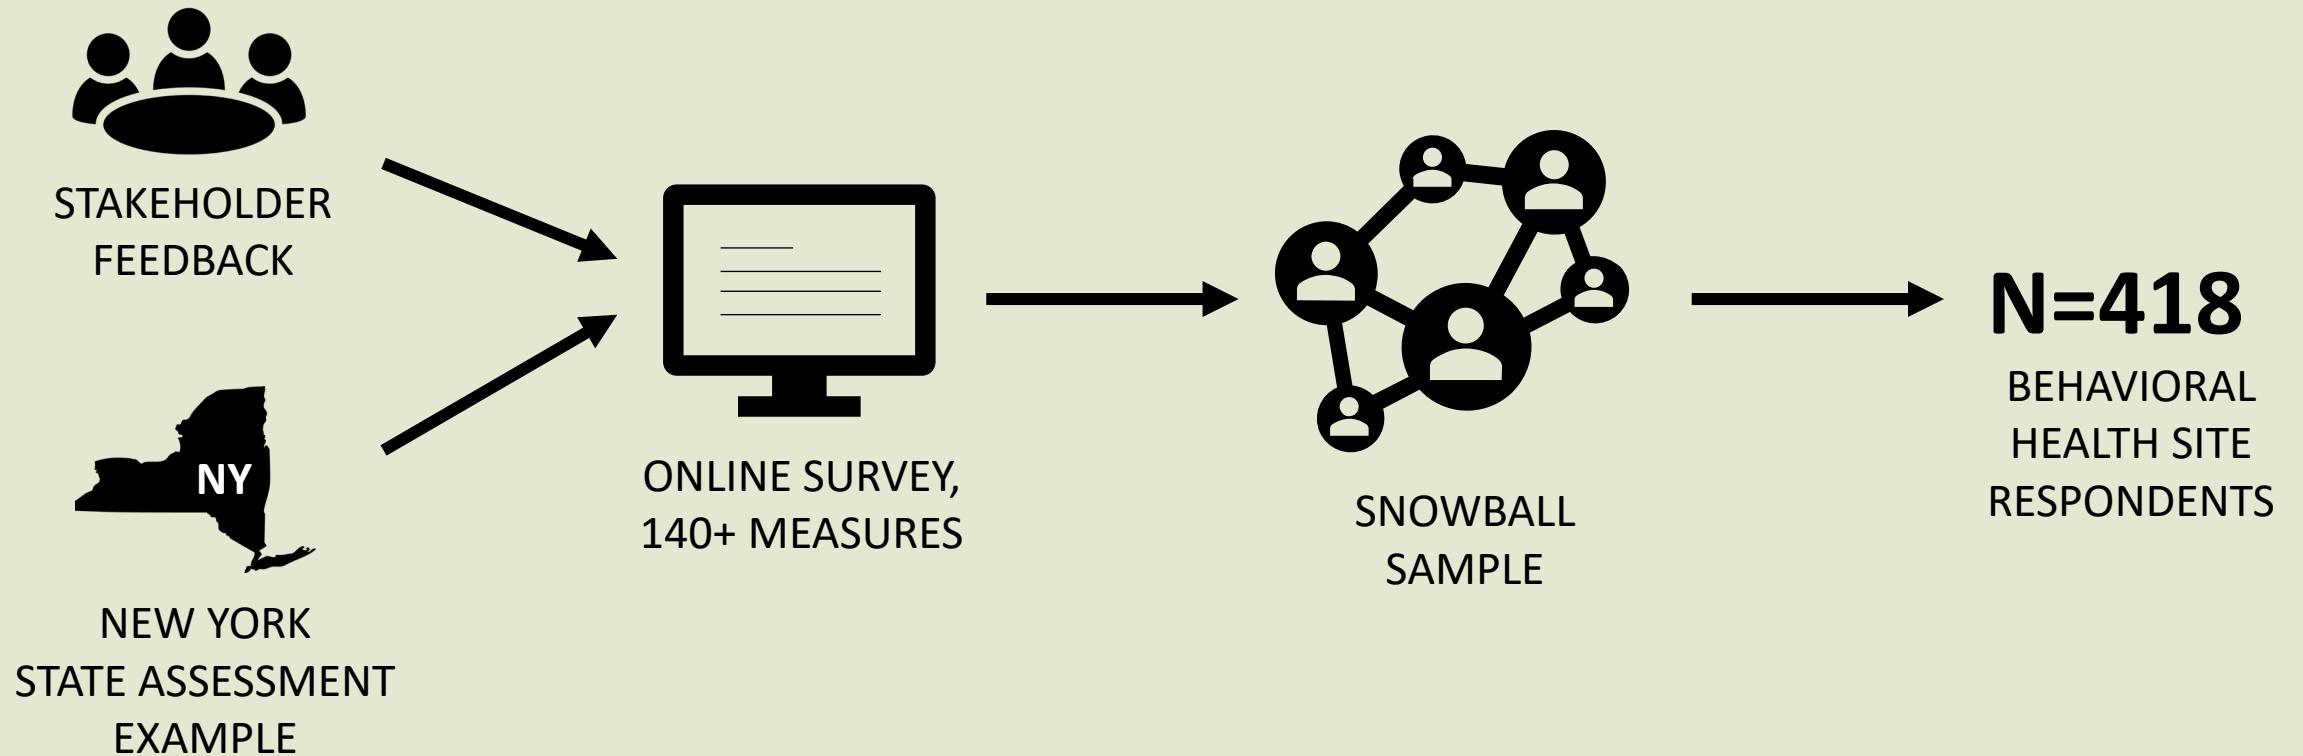 STAKEHOLDER
FEEDBACK
NY
NEW YORK
STATE ASSESSMENT
EXAMPLE
ONLINE SURVEY,
140+ MEASURES
SNOWBALL
SAMPLE
N=418
BEHAVIORAL
HEALTH SITE
RESPONDENTS